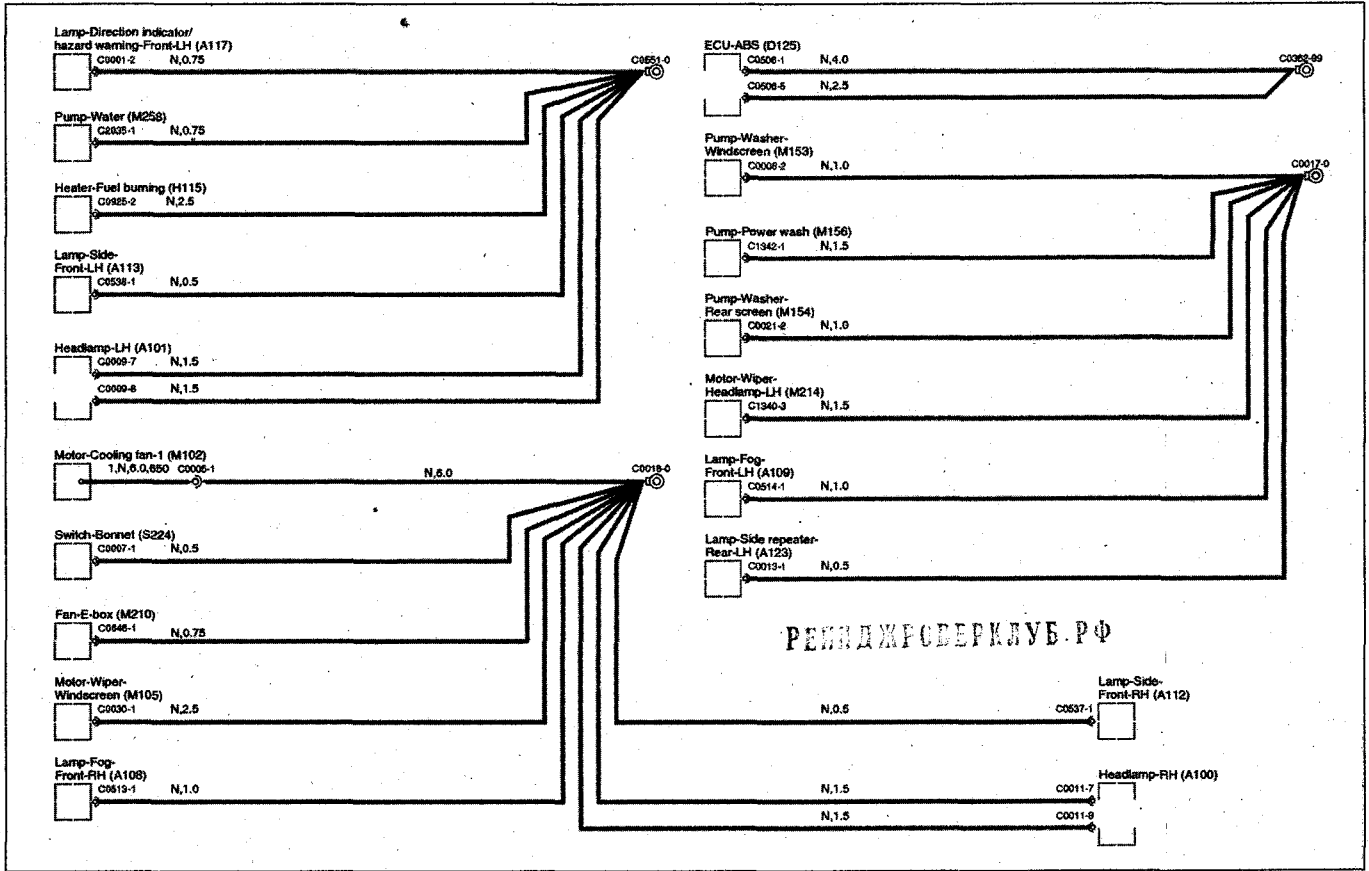 Lamp-Direction indicator/
hazard warning-Front-LH (A117)
C0001-2 N,0.75
C0551-0
Pump-Water (M258)
C2035-1 N,0.75
Heater-Fuel burning (H115)
C0925-2 N,2.5
Lamp-Side-
Front-LH (A113)
C0538-1 N,0.5
Headlamp-LH (A101)
C0009-7 N,1.5
C0009-8 N,1.5
Motor-Cooling fan-1 (M102)
1,N,6.0,650 C0005-1 N,6.0
C0018-0
Switch-Bonnet (S224)
C0007-1 N,0.5
Fan-E-box (M210)
C0646-1 N,0.75
Motor-Wiper-
Windscreen (M105)
C0030-1 N,2.5
Lamp-Fog-
Front-RH (A108)
C0513-1 N,1.0
ECU-ABS (D125)
C0506-1 N,4.0
C0362-99
C0506-5 N,2.5
Pump-Washer-
Windscreen (M153)
C0008-2 N,1.0
C0017-0
Pump-Power wash (M156)
C1342-1 N,1.5
Pump-Washer-
Rear screen (M154)
C0021-2 N,1.0
Motor-Wiper-
Headlamp-LH (M214)
C1340-3 N,1.5
Lamp-Fog-
Front-LH (A109)
C0514-1 N,1.0
Lamp-Side repeater-
Rear-LH (A123)
C0013-1 N,0.5
РЕНДЖРОВЕРКЛУБ.РФ
Lamp-Side-
Front-RH (A112)
N,0.5 C0537-1
Headlamp-RH (A100)
N,1.5 C0011-7
N,1.5 C0011-9